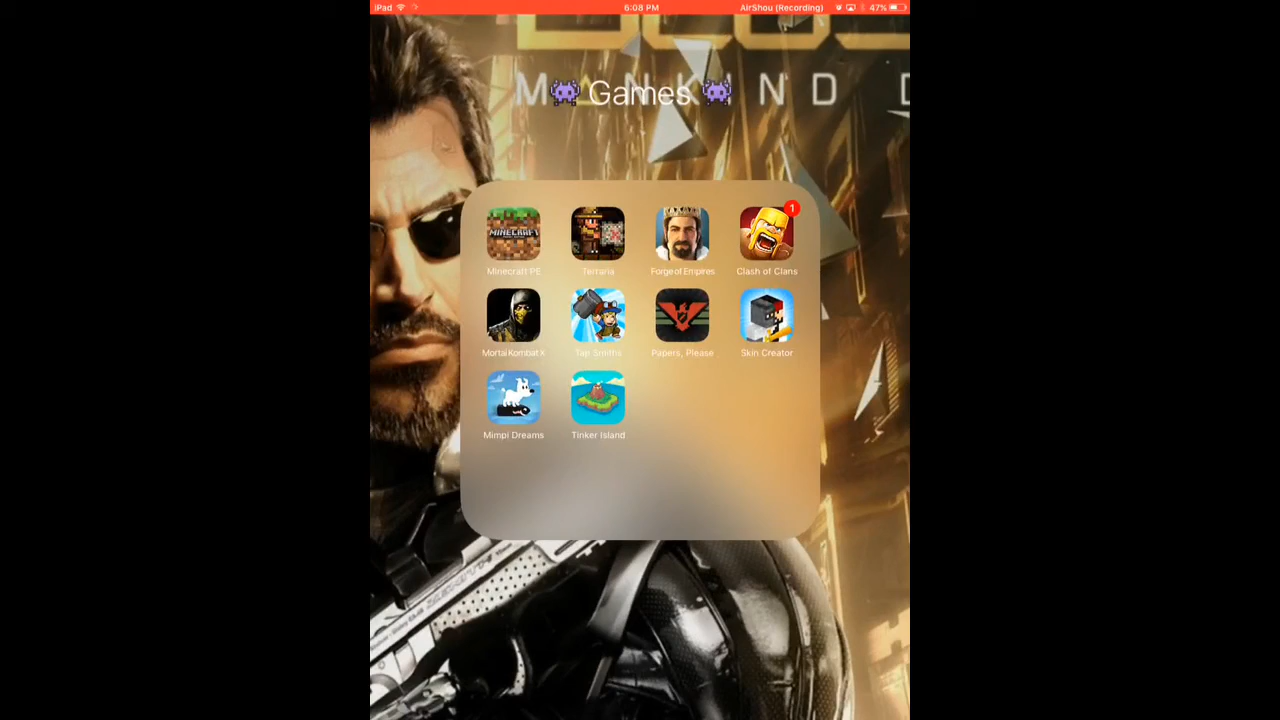 iPad 6:08 PM AirShou (Recording) 47%
MANKIND D
Games
1
MINECRAFT
Minecraft PE Terraria Forge of Empires Clash of Clans
Mortal Kombat X Tap Smiths Papers, Please Skin Creator
Mimpi Dreams Tinker Island